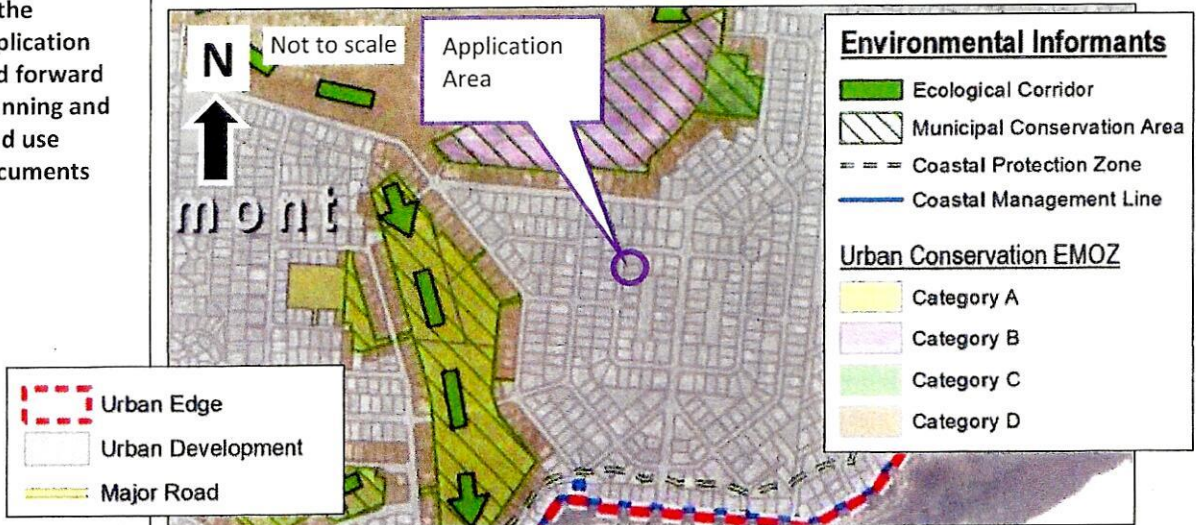 the
plication
d forward
nning and
d use
cuments
N
Not to scale
Application
Area
mont
Environmental Informants
Ecological Corridor
Municipal Conservation Area
Coastal Protection Zone
Coastal Management Line
Urban Conservation EMOZ
Category A
Category B
Category C
Category D
Urban Edge
Urban Development
Major Road